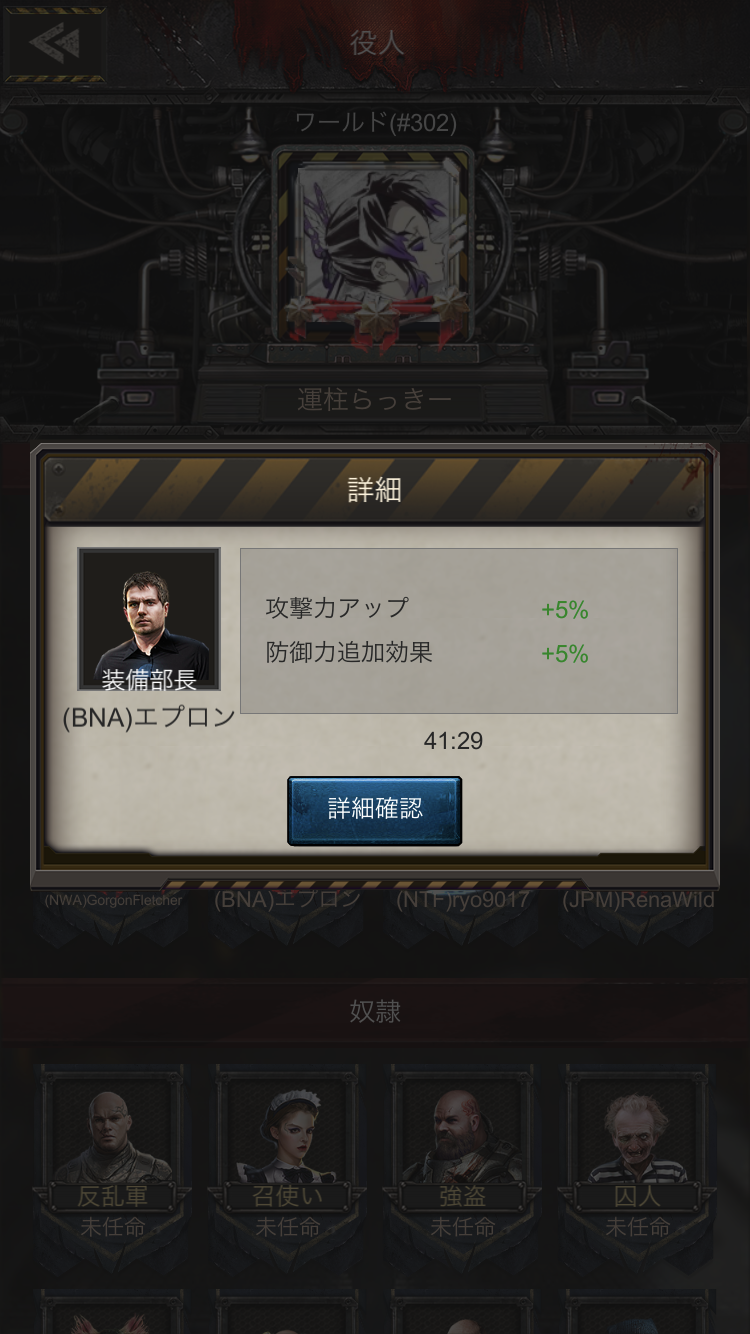 役人
ワールド(#302)
運柱らっきー
詳細
攻撃力アップ +5%
防御力追加効果 +5%
装備部長
(BNA)エプロン
41:29
詳細確認
(NWA)GorgonFletcher (BNA)エプロン (NTF)ryo9017 (JPM)RenaWild
奴隷
反乱軍 召使い 強盗 囚人
未任命 未任命 未任命 未任命